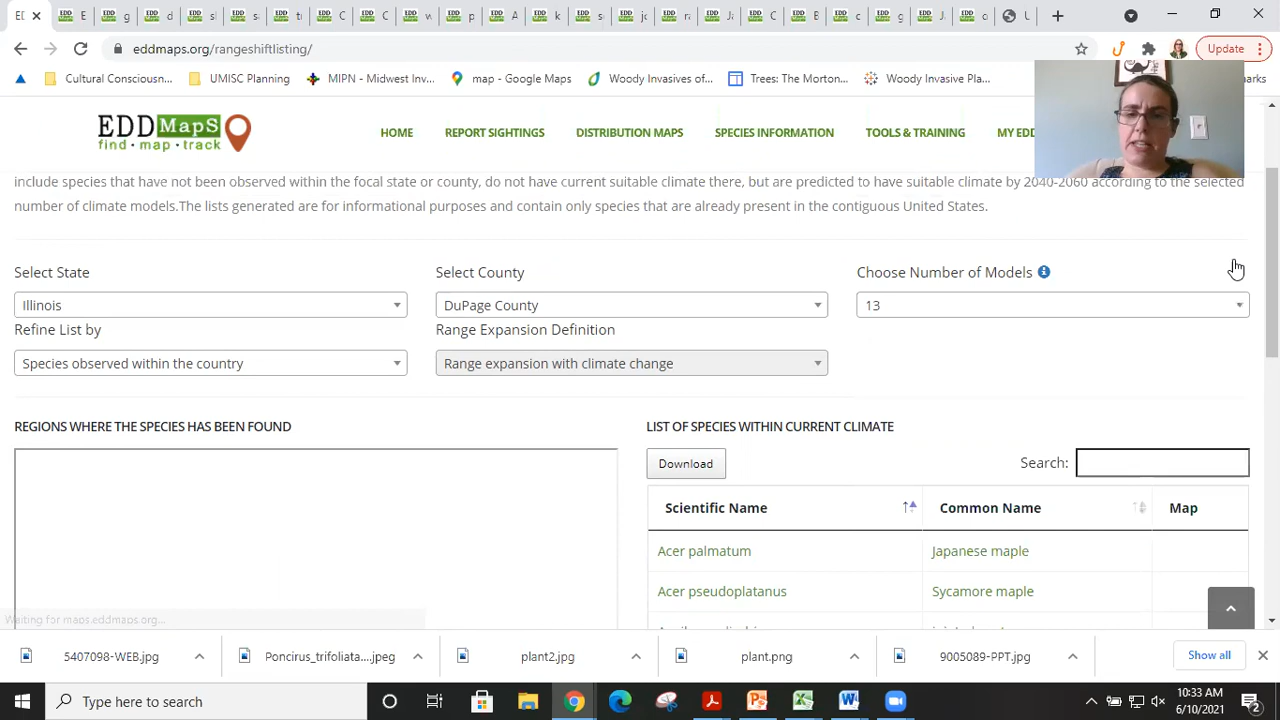 eddmaps.org/rangeshiftlisting/
Update
Cultural Consciousn...
UMISC Planning
MIPN - Midwest Inv...
map - Google Maps
Woody Invasives of...
Trees: The Morton...
Woody Invasive Pla...
EDDMapS
find · map · track
HOME
REPORT SIGHTINGS
DISTRIBUTION MAPS
SPECIES INFORMATION
TOOLS & TRAINING
MY EDD
include species that have not been observed within the focal state or county, do not have current suitable climate there, but are predicted to have suitable climate by 2040-2060 according to the selected
number of climate models.The lists generated are for informational purposes and contain only species that are already present in the contiguous United States.
Select State
Select County
Choose Number of Models
Illinois
DuPage County
13
Refine List by
Range Expansion Definition
Species observed within the country
Range expansion with climate change
REGIONS WHERE THE SPECIES HAS BEEN FOUND
LIST OF SPECIES WITHIN CURRENT CLIMATE
Download
Search:
Scientific Name
Common Name
Map
Acer palmatum
Japanese maple
Acer pseudoplatanus
Sycamore maple
Waiting for maps.eddmaps.org...
5407098-WEB.jpg
Poncirus_trifoliata....jpeg
plant2.jpg
plant.png
9005089-PPT.jpg
Show all
Type here to search
10:33 AM
6/10/2021
2